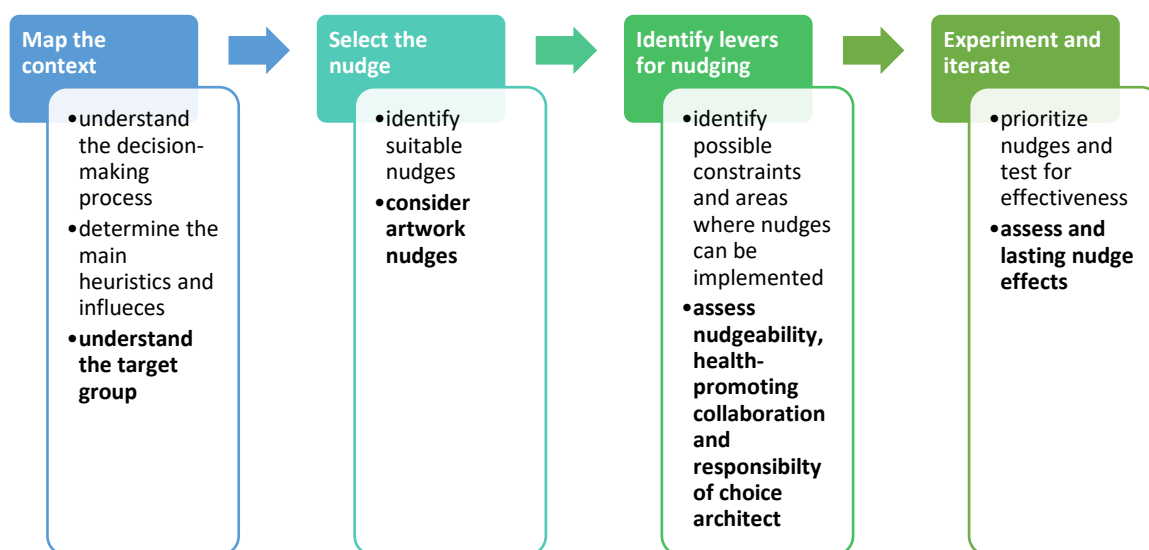 Map the
context
•understand
the decision-
making
process
•determine the
main
heuristics and
influeces
•understand
the target
group
Select the
nudge
•identify
suitable
nudges
•consider
artwork
nudges
Identify levers
for nudging
•identify
possible
constraints
and areas
where nudges
can be
implemented
•assess
nudgeability,
health-
promoting
collaboration
and
responsibilty
of choice
architect
Experiment and
iterate
•prioritize
nudges and
test for
effectiveness
•assess and
lasting nudge
effects